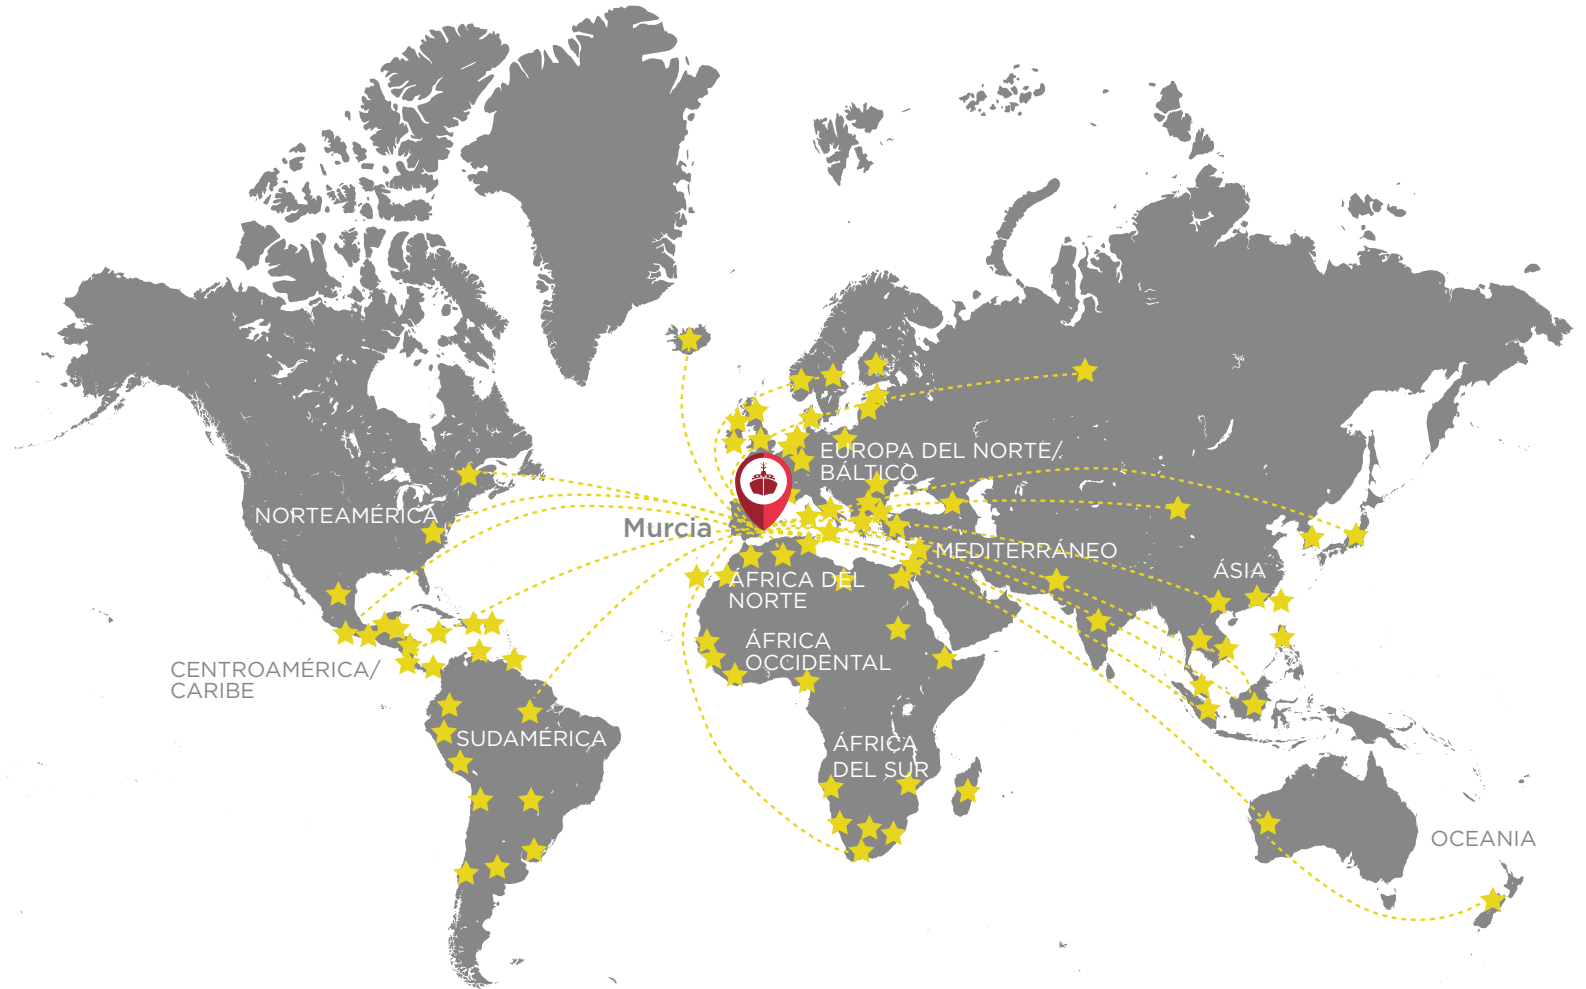 EUROPA DEL NORTE/
BÁLTICO
NORTEAMÉRICA
Murcia
MEDITERRÁNEO
ÁSIA
ÁFRICA DEL
NORTE
ÁFRICA
OCCIDENTAL
CENTROAMÉRICA/
CARIBE
SUDAMÉRICA
ÁFRICA
DEL SUR
OCEANIA